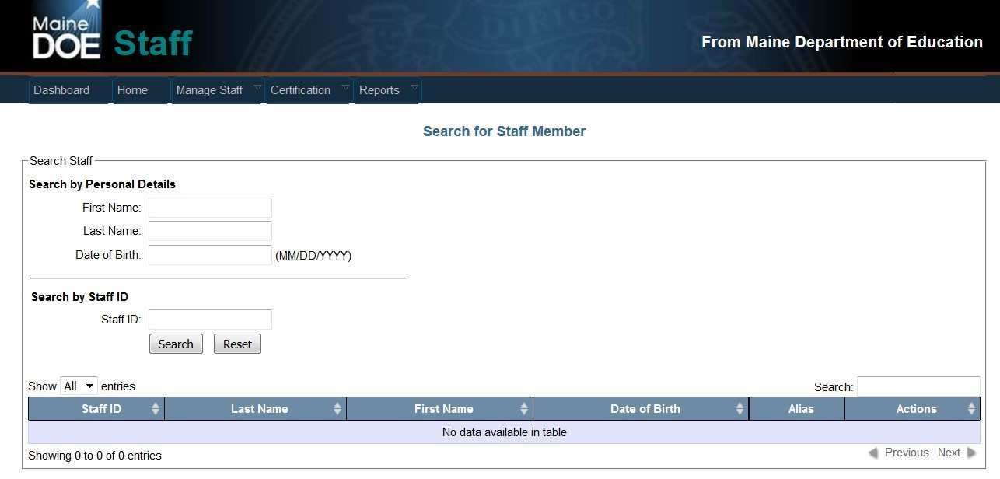 Maine
DOE Staff
DIRIGO
From Maine Department of Education
Dashboard Home Manage Staff Certification Reports
Search for Staff Member
Search Staff
Search by Personal Details
First Name:
Last Name:
Date of Birth: (MM/DD/YYYY)
Search by Staff ID
Staff ID:
Search Reset
Show All entries Search:
Staff ID Last Name First Name Date of Birth Alias Actions
No data available in table
Showing 0 to 0 of 0 entries Previous Next